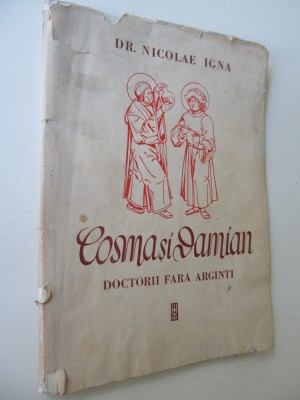 DR. NICOLAE IGNA
Cosma si Damian
DOCTORII FARA ARGINTI